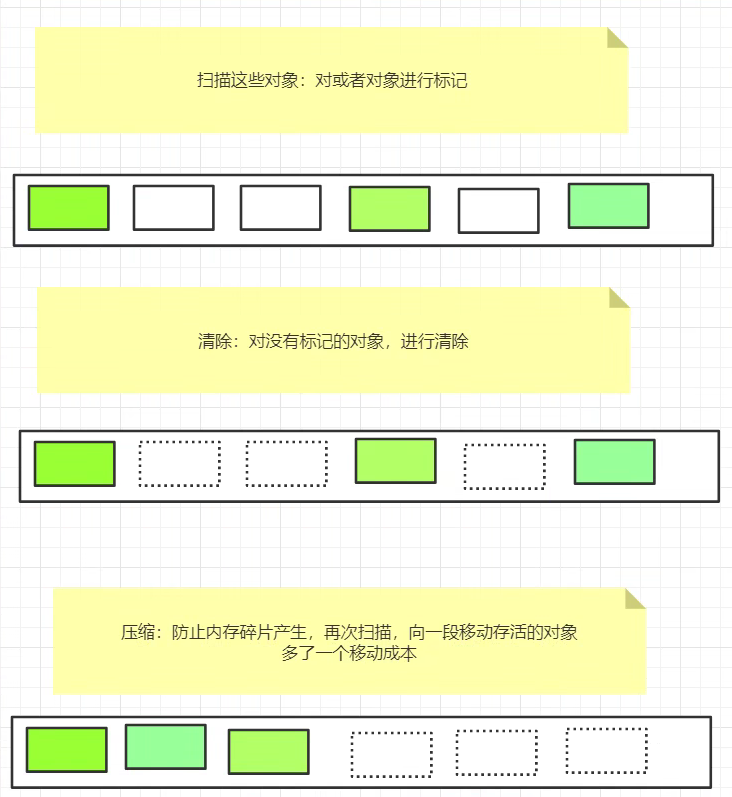 扫描这些对象：对或者对象进行标记
清除：对没有标记的对象，进行清除
压缩：防止内存碎片产生，再次扫描，向一段移动存活的对象
多了一个移动成本